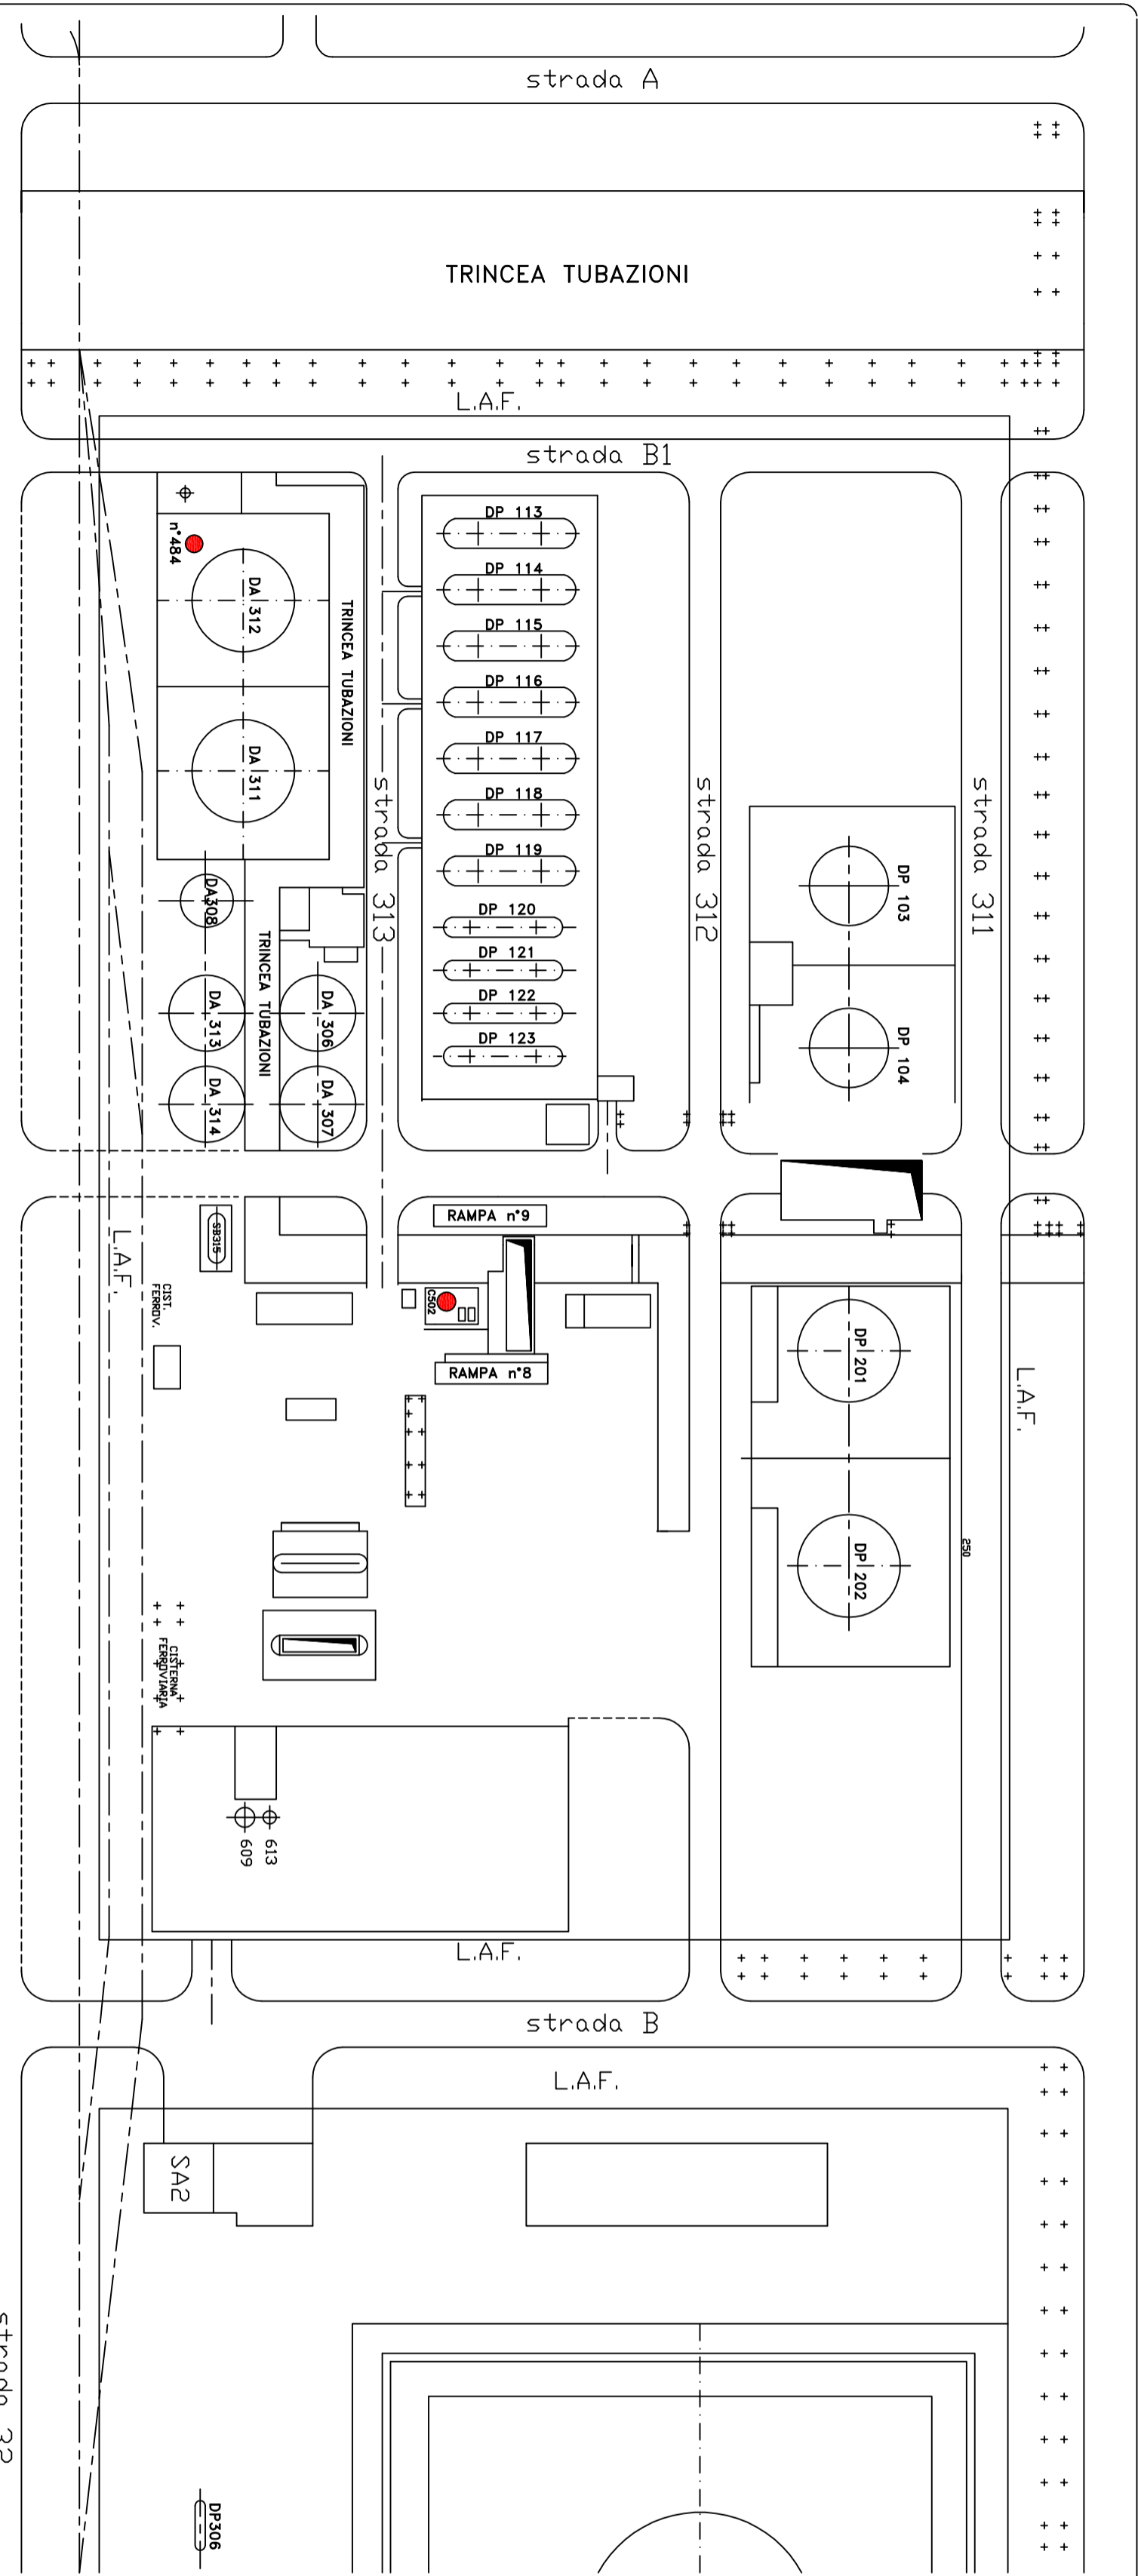 strada A
TRINCEA TUBAZIONI
L.A.F.
strada B1
n°484
DA 312
DA 311
TRINCEA TUBAZIONI
DP 113
DP 114
DP 115
DP 116
DP 117
DP 118
DP 119
DP 120
DP 121
DP 122
DP 123
strada 313
strada 312
strada 311
DP 103
DP 104
DA308
DA 313
DA 314
TRINCEA TUBAZIONI
DA 306
DA 307
RAMPA n°9
SB315
L.A.F.
CIST.
FERROV.
C502
RAMPA n°8
DP 201
DP 202
L.A.F.
250
CISTERNA
FERROVIARIA
609
613
L.A.F.
strada B
L.A.F.
SA2
strada 32
DP306